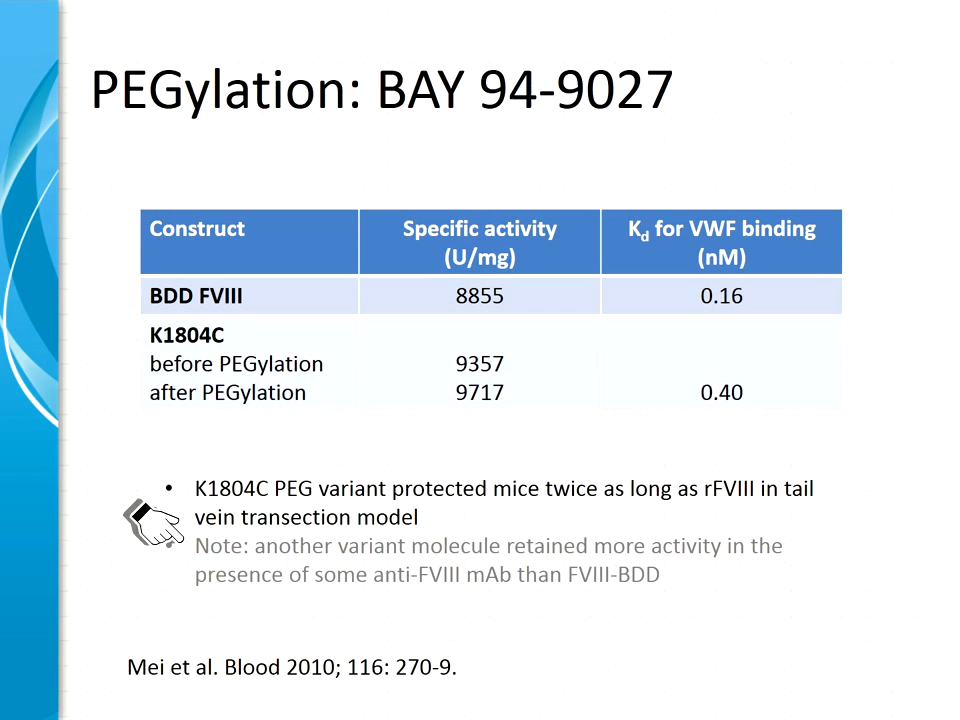 PEGylation: BAY 94-9027
Construct Specific activity (U/mg) Kd for VWF binding (nM)
BDD FVIII 8855 0.16
K1804C
before PEGylation 9357
after PEGylation 9717 0.40
• K1804C PEG variant protected mice twice as long as rFVIII in tail
vein transection model
• Note: another variant molecule retained more activity in the
presence of some anti-FVIII mAb than FVIII-BDD
Mei et al. Blood 2010; 116: 270-9.